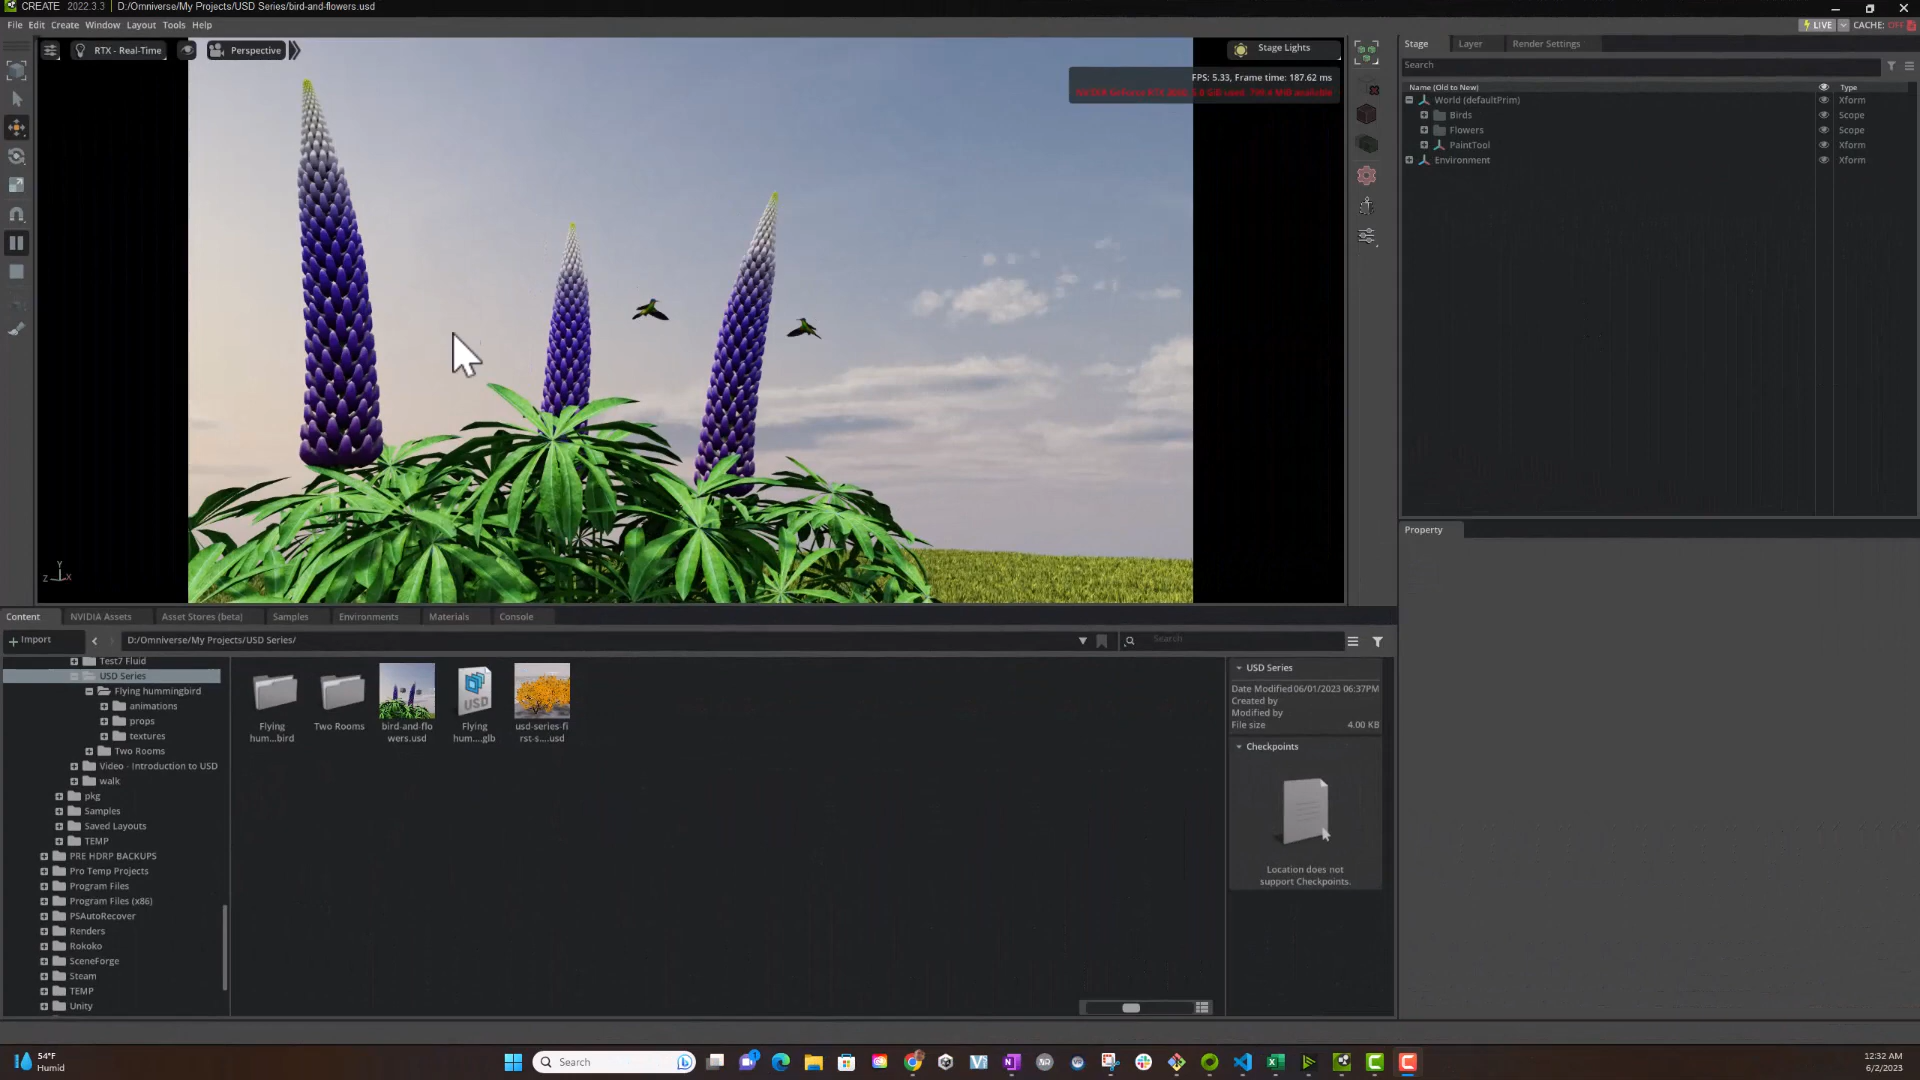 CREATE 2022.3.3 | D:/Omniverse/My Projects/USD Series/bird-and-flowers.usd
File Edit Create Window Layout Tools Help
LIVE CACHE: OFF
RTX - Real-Time
Perspective
Stage Lights
FPS: 5.33, Frame time: 187.62 ms
Z Y X
Stage Layer Render Settings
Search
Name (Old to New) Type
World (defaultPrim) Xform
Birds Scope
Flowers Scope
PaintTool Xform
Environment Xform
Property
Content NVIDIA Assets Asset Stores (beta) Samples Environments Materials Console
+ Import D:/Omniverse/My Projects/USD Series/ Search
Test7 Fluid
USD Series
Flying hummingbird
animations
props
textures
Two Rooms
Video - Introduction to USD
walk
pkg
Samples
Saved Layouts
TEMP
PRE HDRP BACKUPS
Pro Temp Projects
Program Files
Program Files (x86)
PSAutoRecover
Renders
Rokoko
SceneForge
Steam
TEMP
Unity
USD
Flying hum...bird
Two Rooms
bird-and-flo wers.usd
Flying hum....glb
usd-series-fi rst-s....usd
USD Series
Date Modified 06/01/2023 06:37PM
Created by
Modified by
File size 4.00 KB
Checkpoints
Location does not
support Checkpoints.
54°F
Humid
Search
12:32 AM
6/2/2023